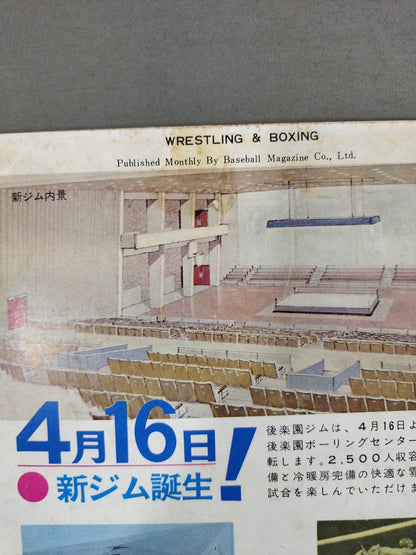 WRESTLING & BOXING
Published Monthly By Baseball Magazine Co., Ltd.
新ジム内景
4月16日!
新ジム誕生
後楽園ジムは、4月16日よ
後楽園ボーリングセンター
転します。2,500人収容
備と冷暖房完備の快適な
試合を楽しんでいただけま